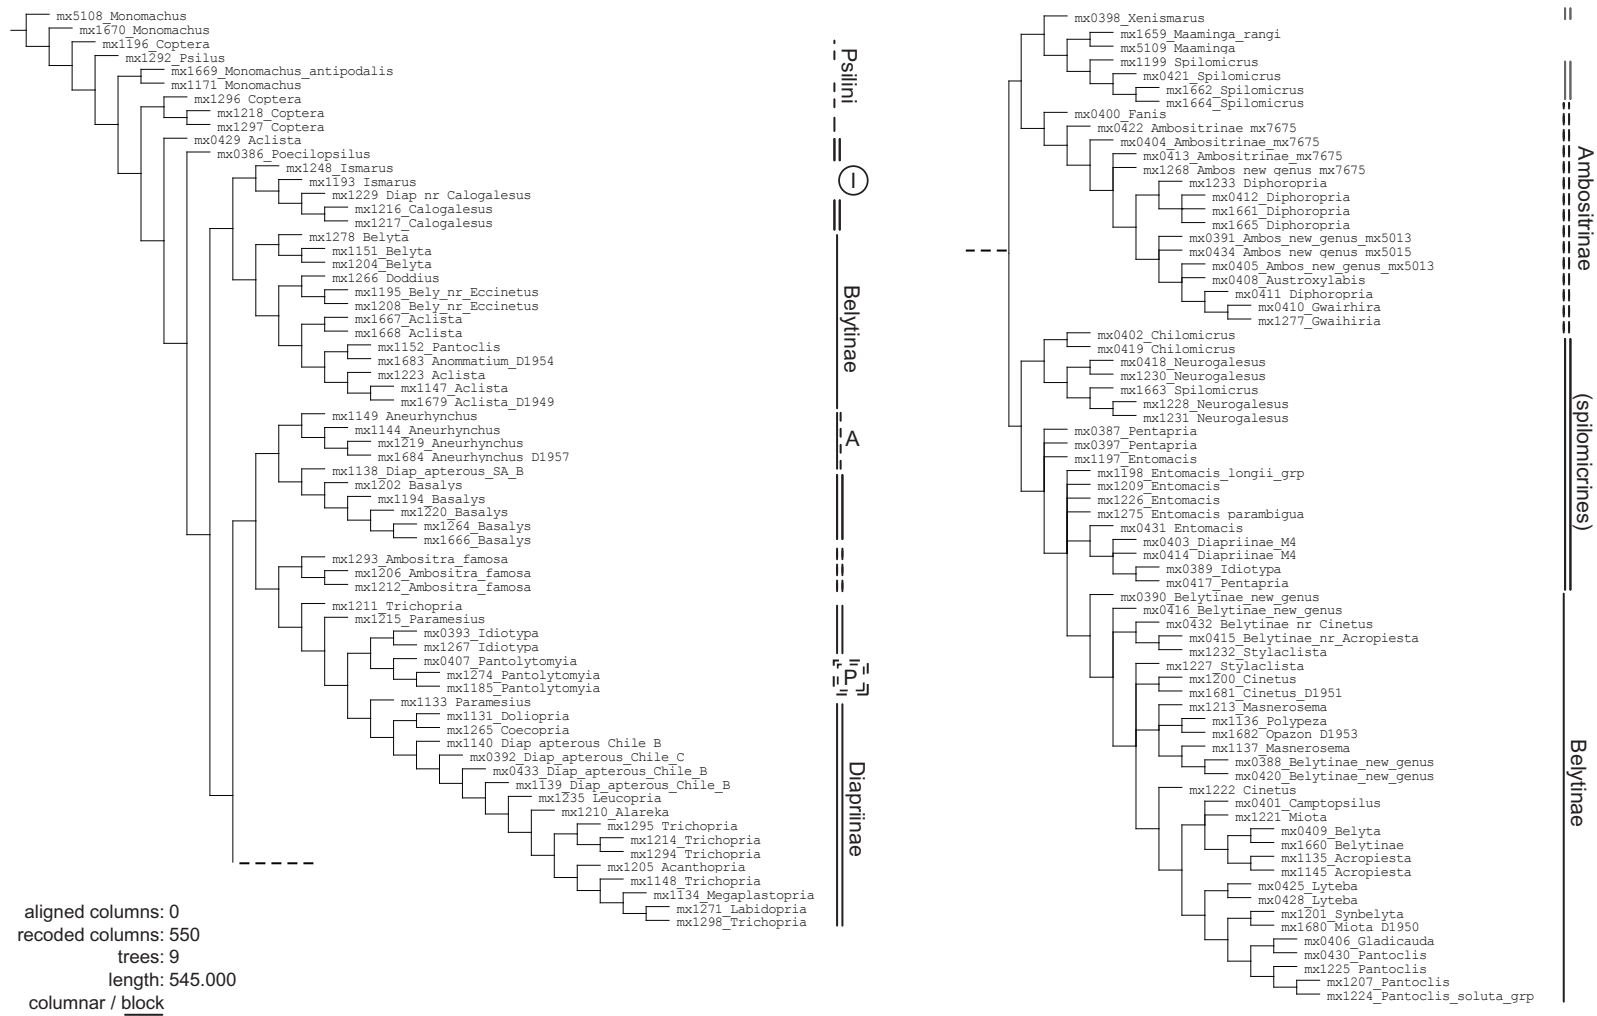 mx5108_Monomachus
mx1670_Monomachus
mx1196_Coptera
mx1292_Psilus
mx1669_Monomachus_antipodalis
mx1171_Monomachus
mx1296_Coptera
mx1218_Coptera
mx1297_Coptera
mx0429_Aclista
mx0386_Poecilopsilus
mx1248_Ismarus
mx1193_Ismarus
mx1229_Diap_nr_Calogalesus
mx1216_Calogalesus
mx1217_Calogalesus
mx1278_Belyta
mx1151_Belyta
mx1204_Belyta
mx1266_Doddius
mx1195_Bely_nr_Eccinetus
mx1208_Bely_nr_Eccinetus
mx1667_Aclista
mx1668_Aclista
mx1152_Pantoclis
mx1683_Anommatium_D1954
mx1223_Aclista
mx1147_Aclista
mx1679_Aclista_D1949
mx1149_Aneurhynchus
mx1144_Aneurhynchus
mx1219_Aneurhynchus
mx1684_Aneurhynchus_D1957
mx1138_Diap_apterous_SA_B
mx1202_Basalys
mx1194_Basalys
mx1220_Basalys
mx1264_Basalys
mx1666_Basalys
mx1293_Ambositra_famosa
mx1206_Ambositra_famosa
mx1212_Ambositra_famosa
mx1211_Trichopria
mx1215_Paramesius
mx0393_Idiotypa
mx1267_Idiotypa
mx0407_Pantolytomyia
mx1274_Pantolytomyia
mx1185_Pantolytomyia
mx1133_Paramesius
mx1131_Doliopria
mx1265_Coecopria
mx1140_Diap_apterous_Chile_B
mx0392_Diap_apterous_Chile_C
mx0433_Diap_apterous_Chile_B
mx1139_Diap_apterous_Chile_B
mx1235_Leucopria
mx1210_Alareka
mx1295_Trichopria
mx1214_Trichopria
mx1294_Trichopria
mx1205_Acanthopria
mx1148_Trichopria
mx1134_Megaplastopria
mx1271_Labidopria
mx1298_Trichopria
Psilini
I
Belytinae
A
P
Diapriinae
aligned columns: 0
recoded columns: 550
trees: 9
length: 545.000
columnar / block
mx0398_Xenismarus
mx1659_Maaminga_rangi
mx5109_Maaminga
mx1199_Spilomicrus
mx0421_Spilomicrus
mx1662_Spilomicrus
mx1664_Spilomicrus
mx0400_Fanis
mx0422_Ambositrinae_mx7675
mx0404_Ambositrinae_mx7675
mx0413_Ambositrinae_mx7675
mx1268_Ambos_new_genus_mx7675
mx1233_Diphoropria
mx0412_Diphoropria
mx1661_Diphoropria
mx1665_Diphoropria
mx0391_Ambos_new_genus_mx5013
mx0434_Ambos_new_genus_mx5015
mx0405_Ambos_new_genus_mx5013
mx0408_Austroxylabis
mx0411_Diphoropria
mx0410_Gwairhira
mx1277_Gwaihiria
mx0402_Chilomicrus
mx0419_Chilomicrus
mx0418_Neurogalesus
mx1230_Neurogalesus
mx1663_Spilomicrus
mx1228_Neurogalesus
mx1231_Neurogalesus
mx0387_Pentapria
mx0397_Pentapria
mx1197_Entomacis
mx1198_Entomacis_longii_grp
mx1209_Entomacis
mx1226_Entomacis
mx1275_Entomacis_parambigua
mx0431_Entomacis
mx0403_Diapriinae_M4
mx0414_Diapriinae_M4
mx0389_Idiotypa
mx0417_Pentapria
mx0390_Belytinae_new_genus
mx0416_Belytinae_new_genus
mx0432_Belytinae_nr_Cinetus
mx0415_Belytinae_nr_Acropiesta
mx1232_Stylaclista
mx1227_Stylaclista
mx1200_Cinetus
mx1681_Cinetus_D1951
mx1213_Masnerosema
mx1136_Polypeza
mx1682_Opazon_D1953
mx1137_Masnerosema
mx0388_Belytinae_new_genus
mx0420_Belytinae_new_genus
mx1222_Cinetus
mx0401_Camptopsilus
mx1221_Miota
mx0409_Belyta
mx1660_Belytinae
mx1135_Acropiesta
mx1145_Acropiesta
mx0425_Lyteba
mx0428_Lyteba
mx1201_Synbelyta
mx1680_Miota_D1950
mx0406_Gladicauda
mx0430_Pantoclis
mx1225_Pantoclis
mx1207_Pantoclis
mx1224_Pantoclis_soluta_grp
Ambositrinae
(spilomicrines)
Belytinae